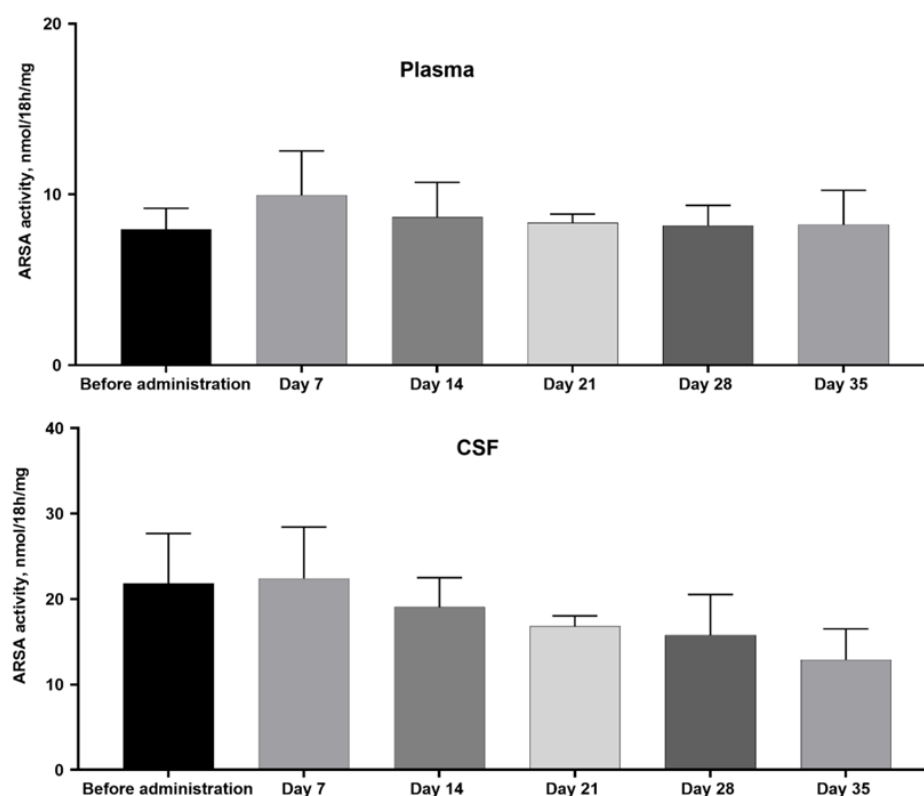 Plasma
ARSA activity, nmol/18h/mg
20
10
0
Before administration Day 7 Day 14 Day 21 Day 28 Day 35
CSF
ARSA activity, nmol/18h/mg
40
30
20
10
0
Before administration Day 7 Day 14 Day 21 Day 28 Day 35